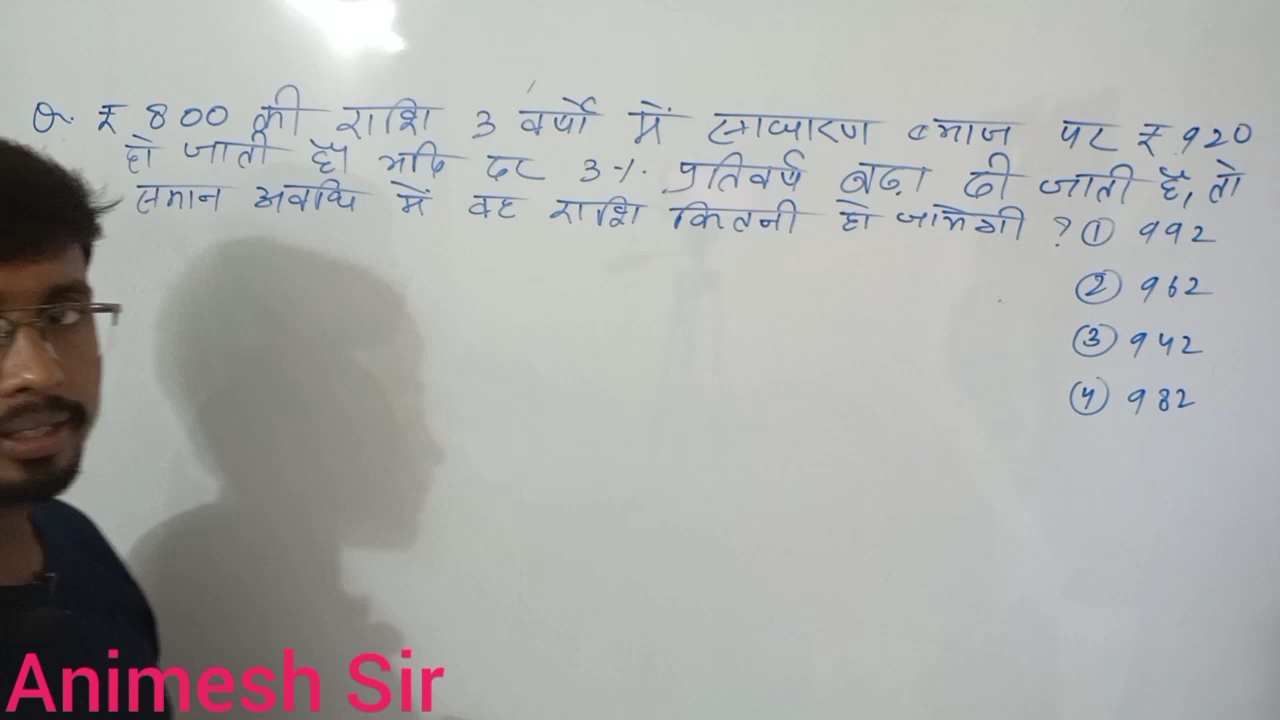 Q. ₹ 800 की राशि 3 वर्षों में साधारण ब्याज पर ₹ 920
हो जाती है। यदि दर 3%. प्रतिवर्ष बढ़ा दी जाती है, तो
समान अवधि में वह राशि कितनी हो जायेगी ? ① 992
② 962
③ 942
④ 982
Animesh Sir